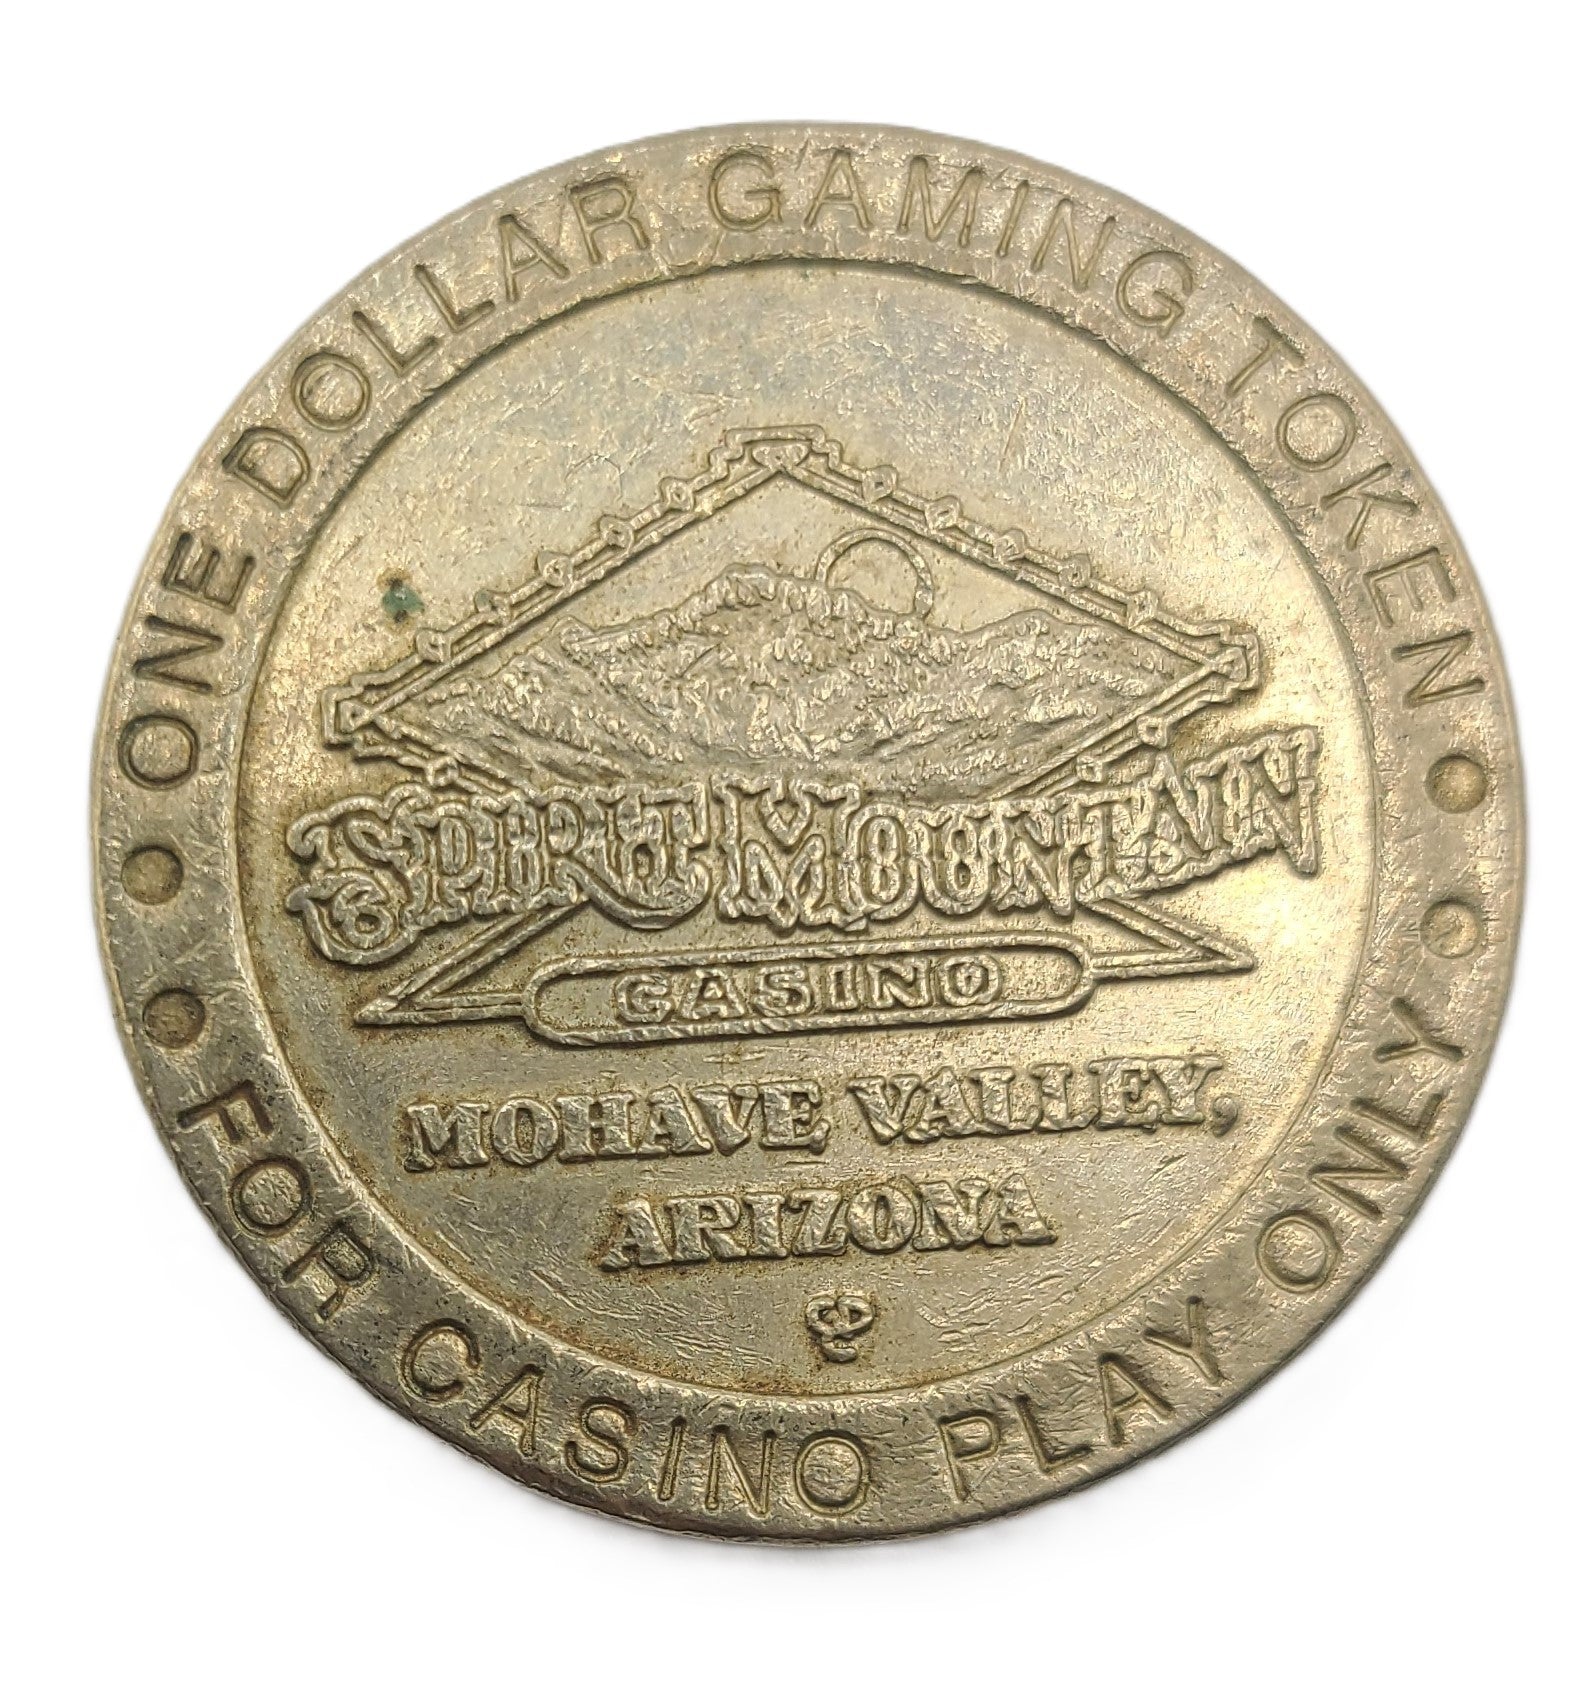 ONE DOLLAR GAMING TOKEN
SPIRIT MOUNTAIN
CASINO
MOHAVE VALLEY,
ARIZONA
FOR CASINO PLAY ONLY